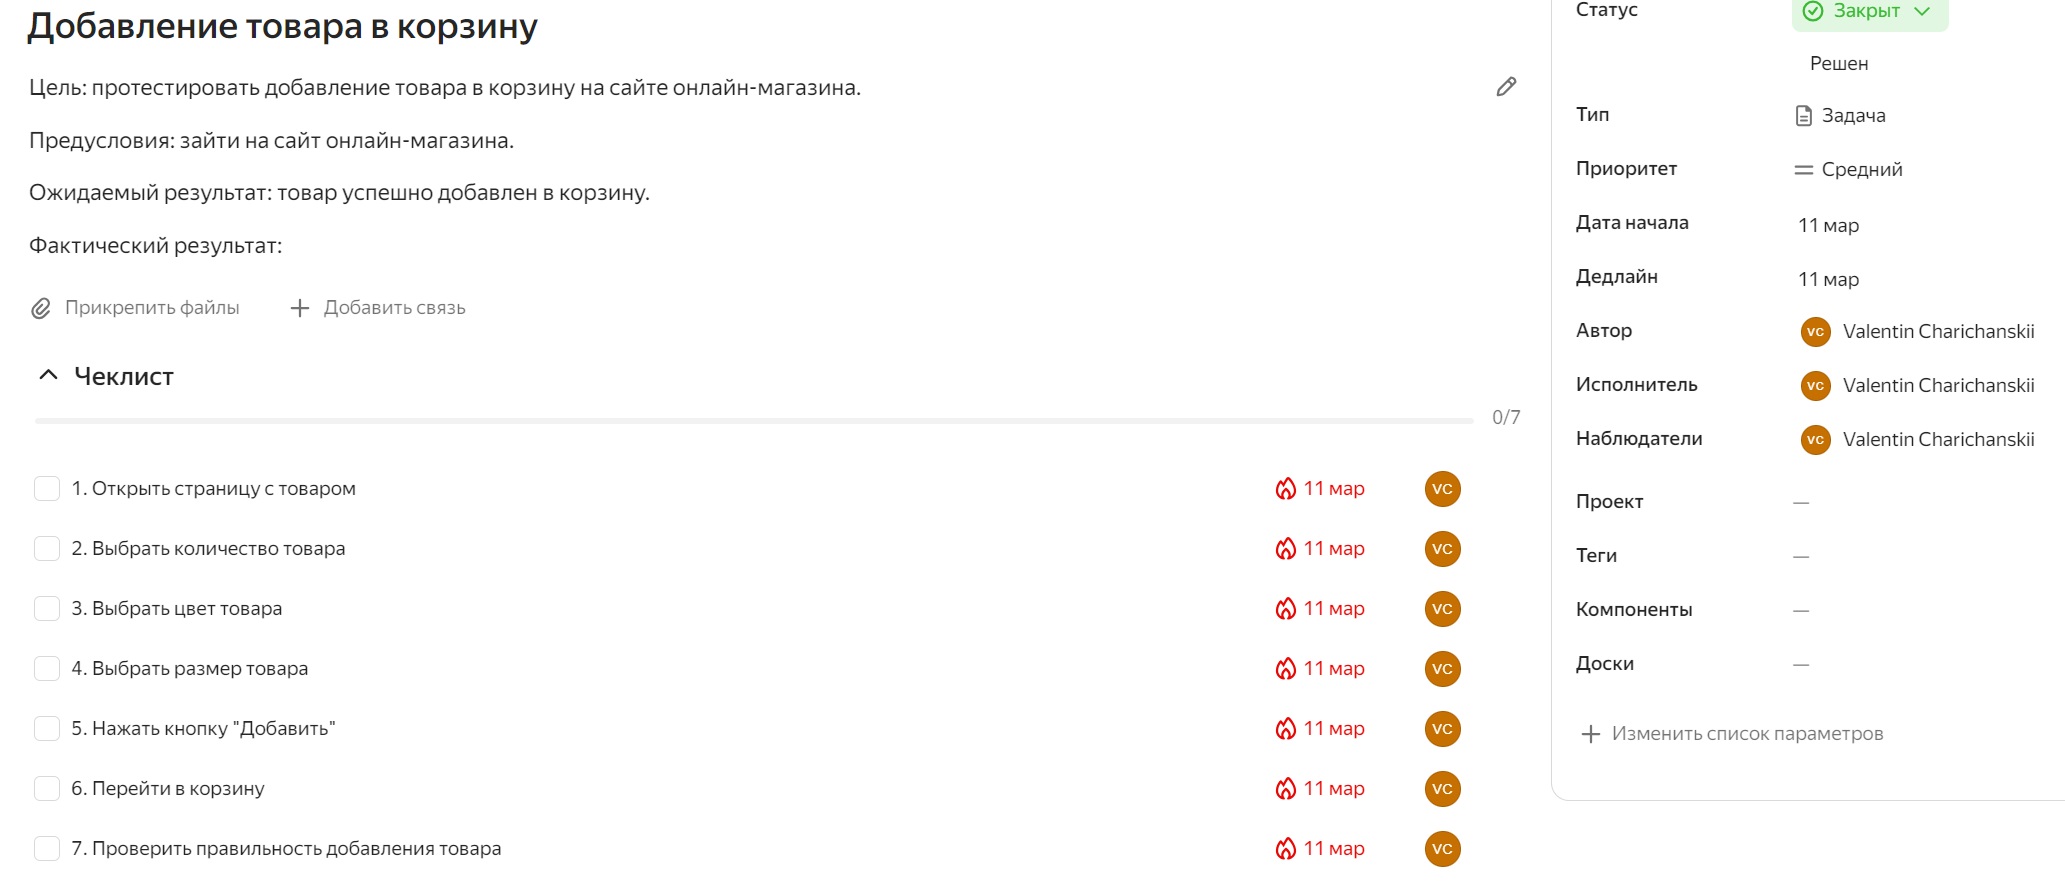 Добавление товара в корзину
Цель: протестировать добавление товара в корзину на сайте онлайн-магазина.
Предусловия: зайти на сайт онлайн-магазина.
Ожидаемый результат: товар успешно добавлен в корзину.
Фактический результат:
Прикрепить файлы
Добавить связь
Чеклист
0/7
1. Открыть страницу с товаром 11 мар VC
2. Выбрать количество товара 11 мар VC
3. Выбрать цвет товара 11 мар VC
4. Выбрать размер товара 11 мар VC
5. Нажать кнопку "Добавить" 11 мар VC
6. Перейти в корзину 11 мар VC
7. Проверить правильность добавления товара 11 мар VC
Статус Закрыт
Решен
Тип Задача
Приоритет Средний
Дата начала 11 мар
Дедлайн 11 мар
Автор VC Valentin Charichanskii
Исполнитель VC Valentin Charichanskii
Наблюдатели VC Valentin Charichanskii
Проект —
Теги —
Компоненты —
Доски —
Изменить список параметров